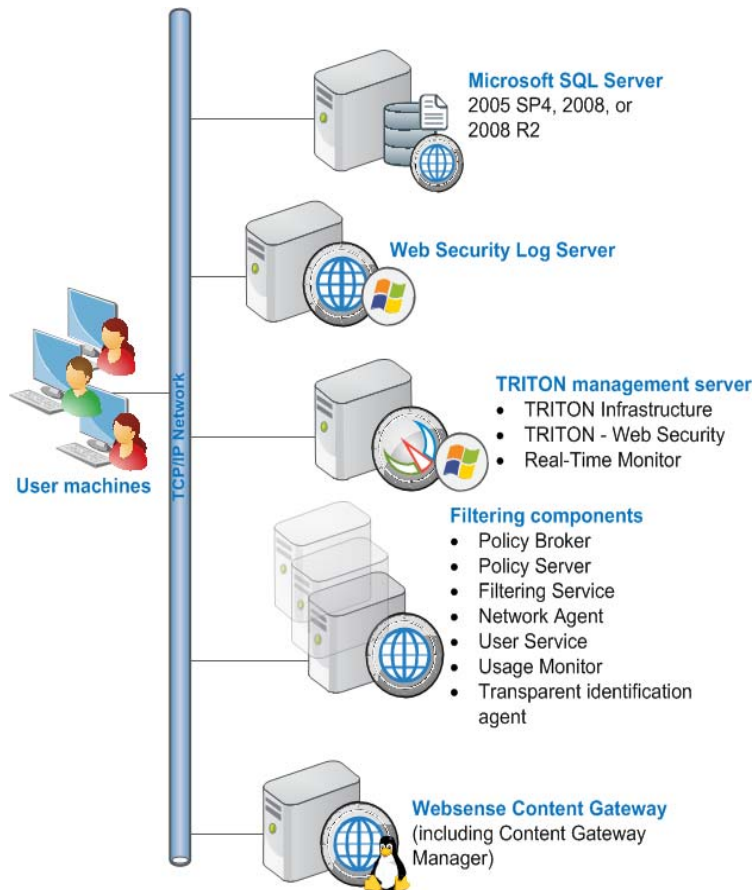 Microsoft SQL Server
2005 SP4, 2008, or
2008 R2
Web Security Log Server
TRITON management server
• TRITON Infrastructure
• TRITON - Web Security
• Real-Time Monitor
User machines
TCP/IP Network
Filtering components
• Policy Broker
• Policy Server
• Filtering Service
• Network Agent
• User Service
• Usage Monitor
• Transparent identification
agent
Websense Content Gateway
(including Content Gateway
Manager)